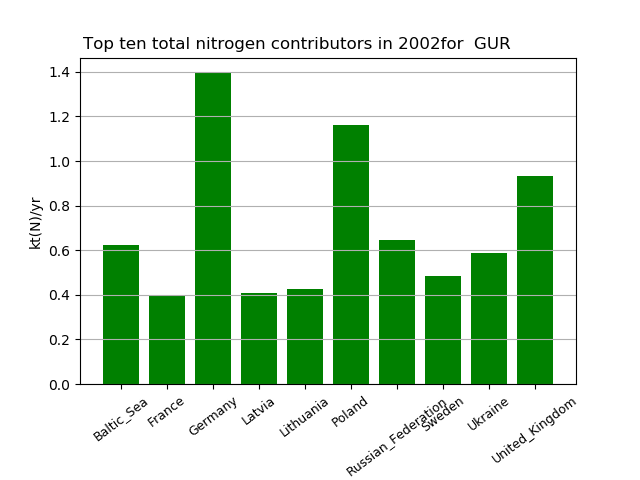 Top ten total nitrogen contributors in 2002for  GUR
kt(N)/yr
1.4
1.2
1.0
0.8
0.6
0.4
0.2
0.0
Baltic_Sea
France
Germany
Latvia
Lithuania
Poland
Russian_Federation
Sweden
Ukraine
United_Kingdom